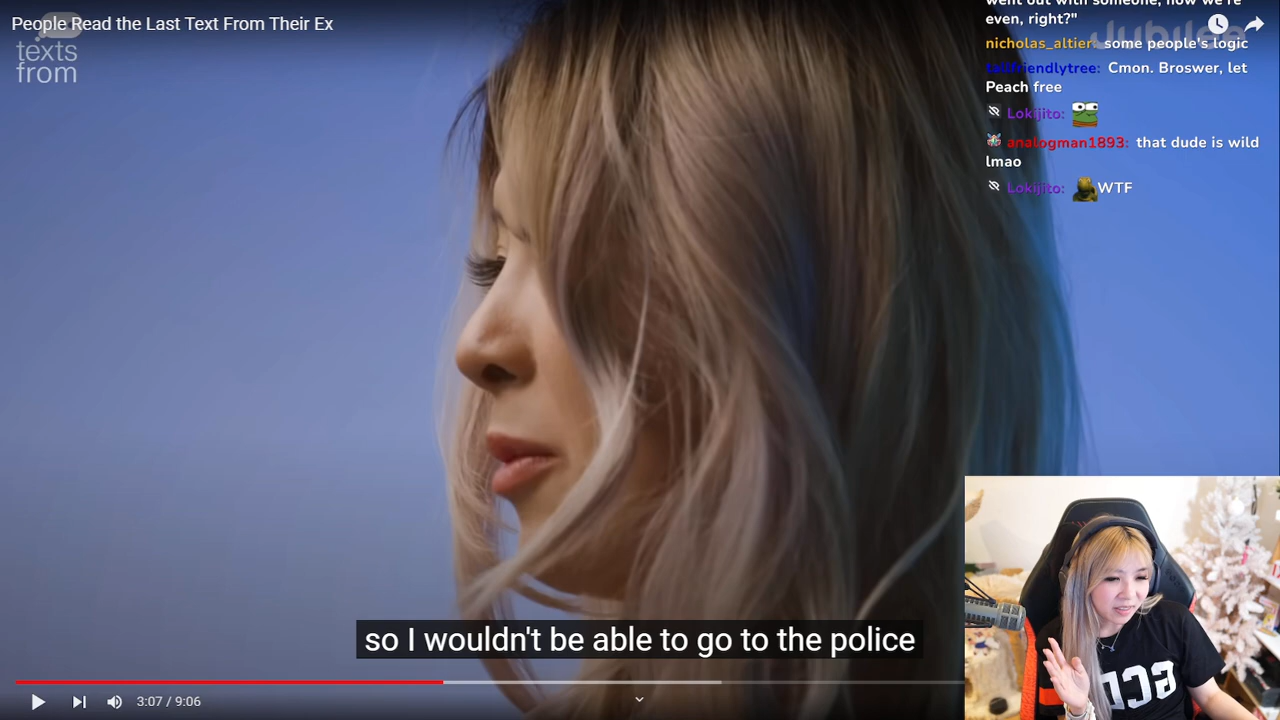 People Read the Last Text From Their Ex
texts
from
Jubilee
went out with someone, now we're
even, right?"
nicholas_altier: some people's logic
tallfriendlytree: Cmon. Broswer, let
Peach free
Lokijito:
analogman1893: that dude is wild
lmao
Lokijito: WTF
so I wouldn't be able to go to the police
3:07 / 9:06